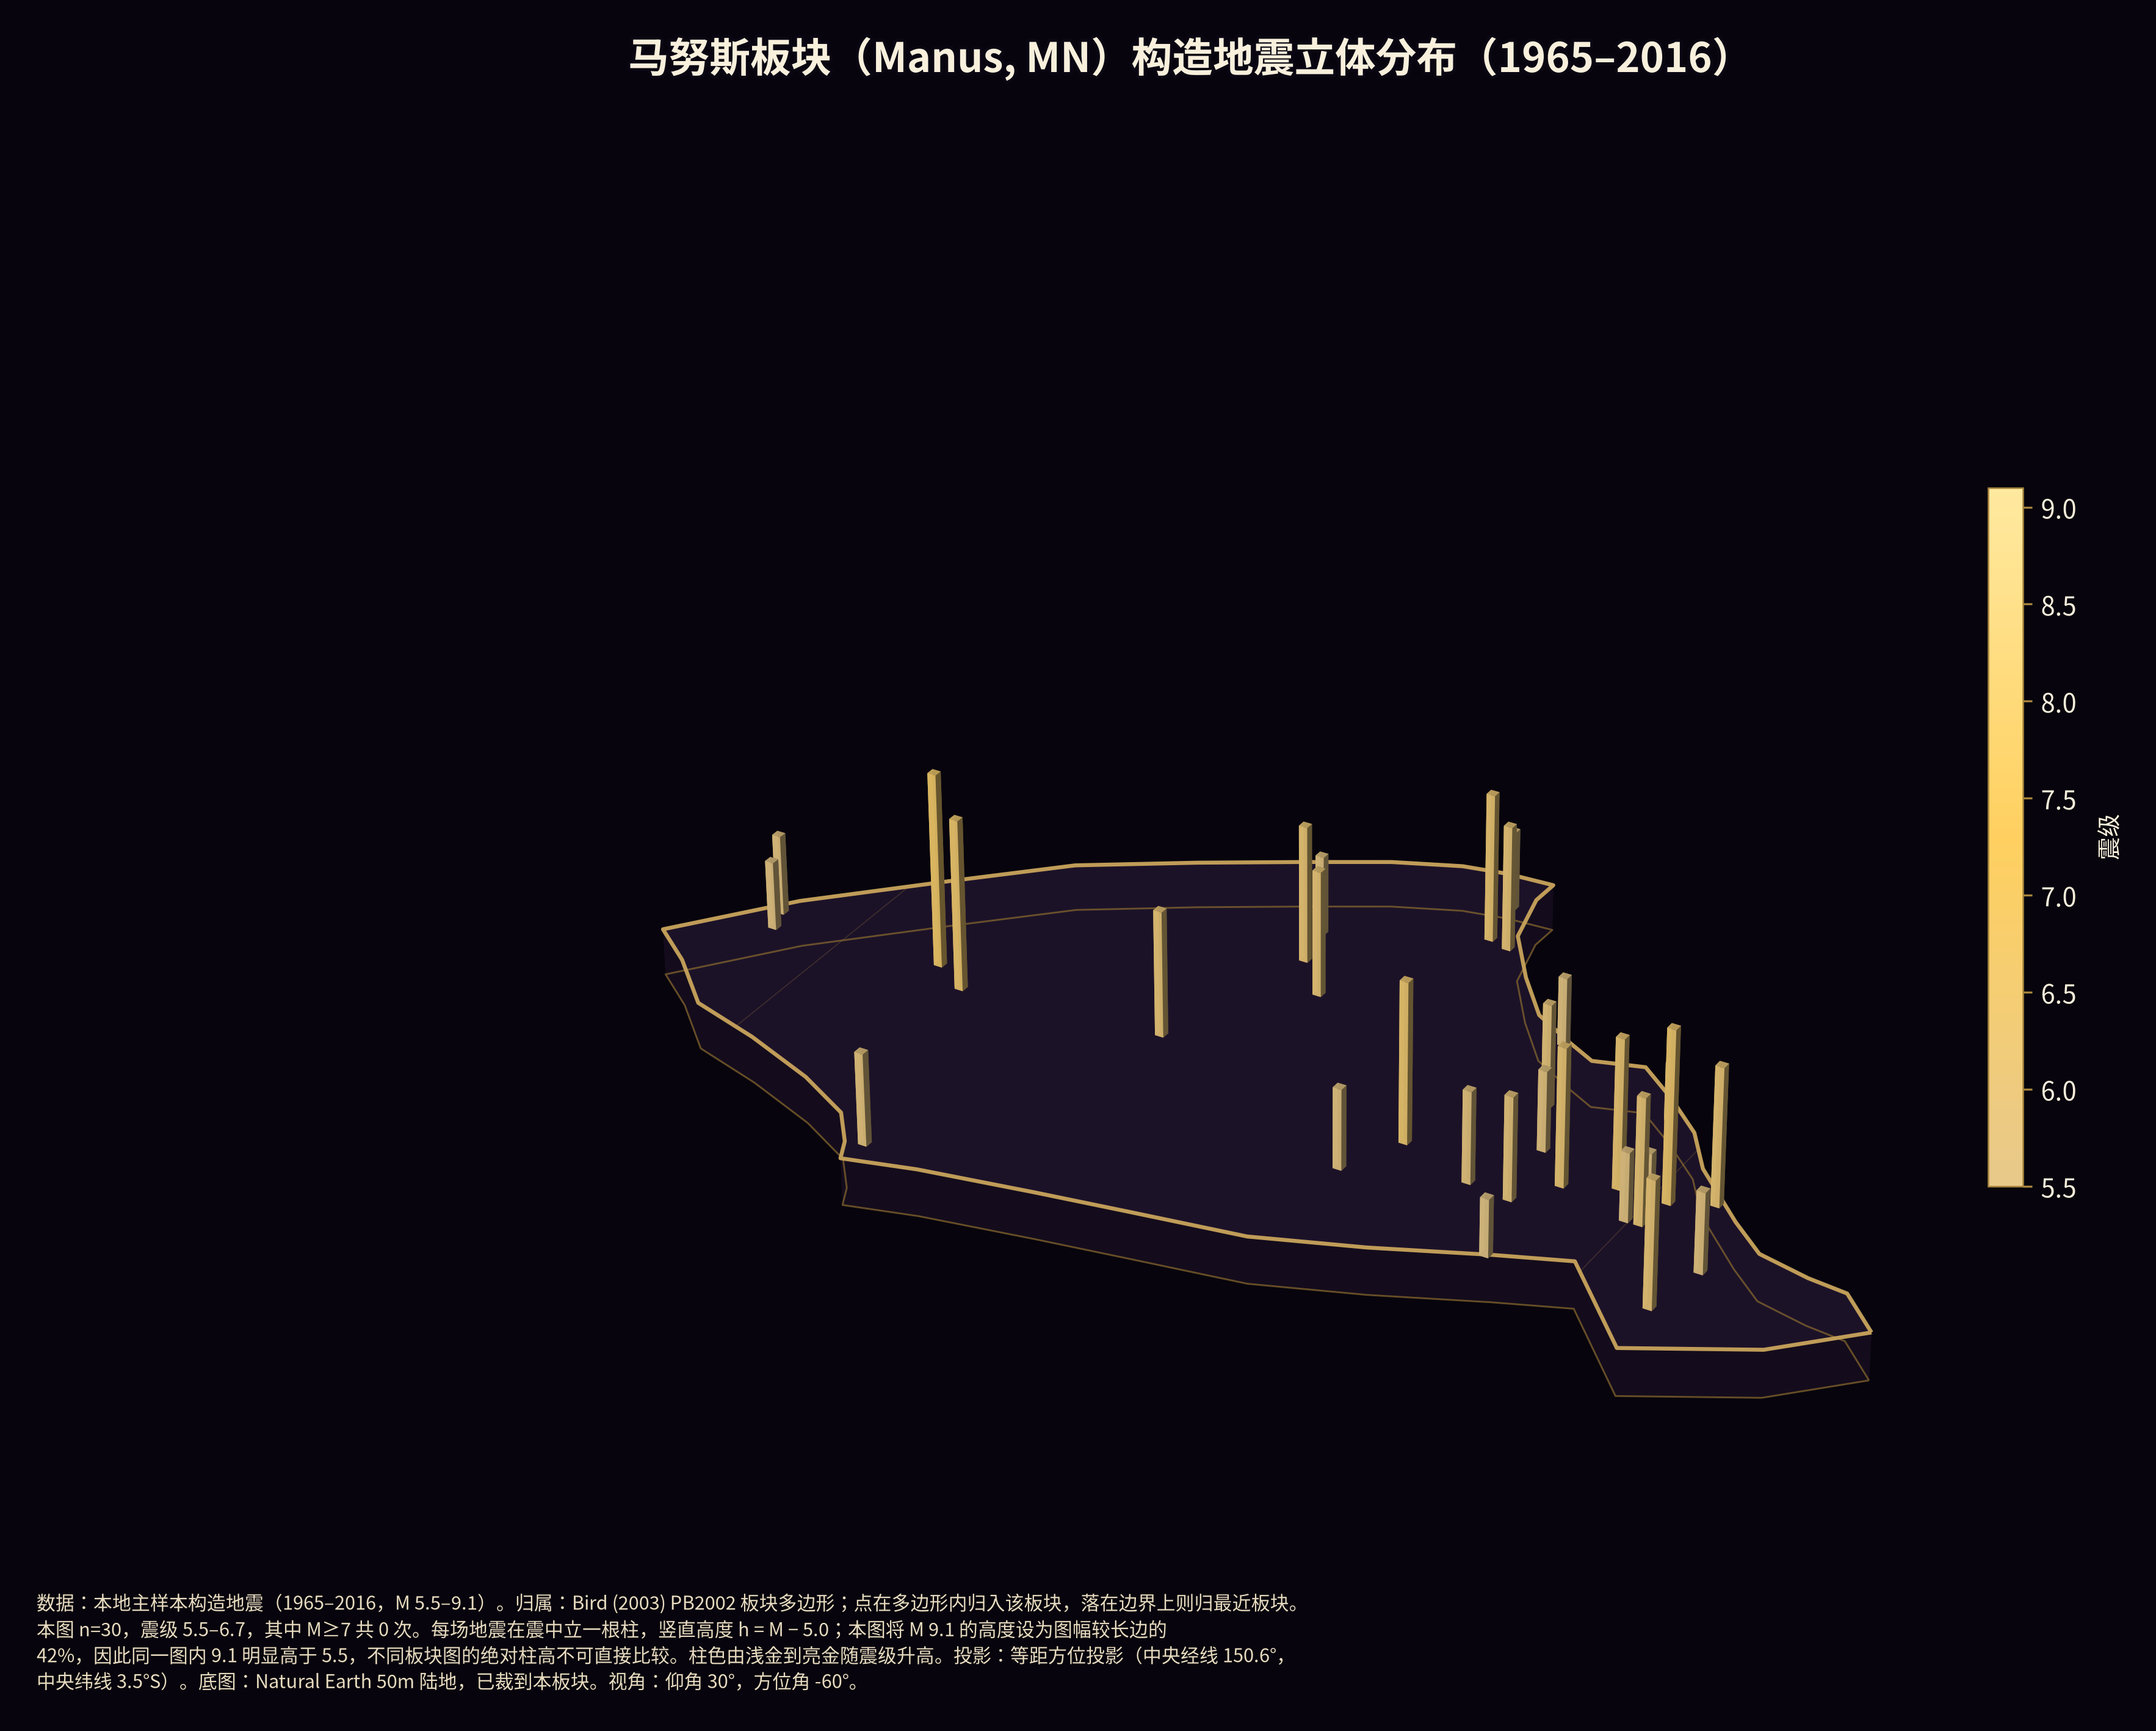 马努斯板块（Manus, MN）构造地震立体分布（1965–2016）
9.0
8.5
8.0
7.5
7.0
6.5
6.0
5.5
震级
数据：本地主样本构造地震（1965–2016，M 5.5–9.1）。归属：Bird (2003) PB2002 板块多边形；点在多边形内归入该板块，落在边界上则归最近板块。
本图 n=30，震级 5.5–6.7，其中 M≥7 共 0 次。每场地震在震中立一根柱，竖直高度 h = M − 5.0；本图将 M 9.1 的高度设为图幅较长边的
42%，因此同一图内 9.1 明显高于 5.5，不同板块图的绝对柱高不可直接比较。柱色由浅金到亮金随震级升高。投影：等距方位投影（中央经线 150.6°，
中央纬线 3.5°S）。底图：Natural Earth 50m 陆地，已裁到本板块。视角：仰角 30°，方位角 -60°。